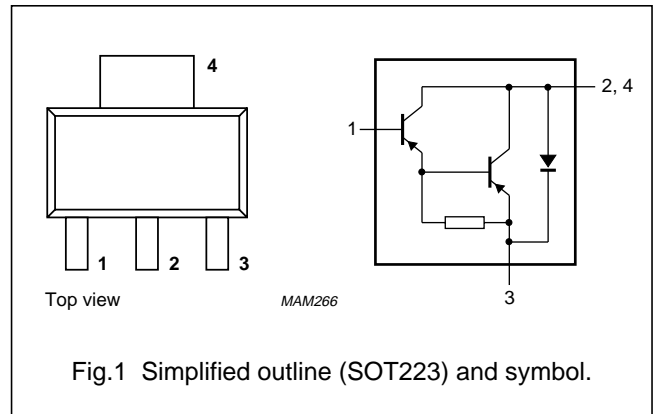 4
2, 4
1
1 2 3
Top view
MAM266
3
Fig.1 Simplified outline (SOT223) and symbol.